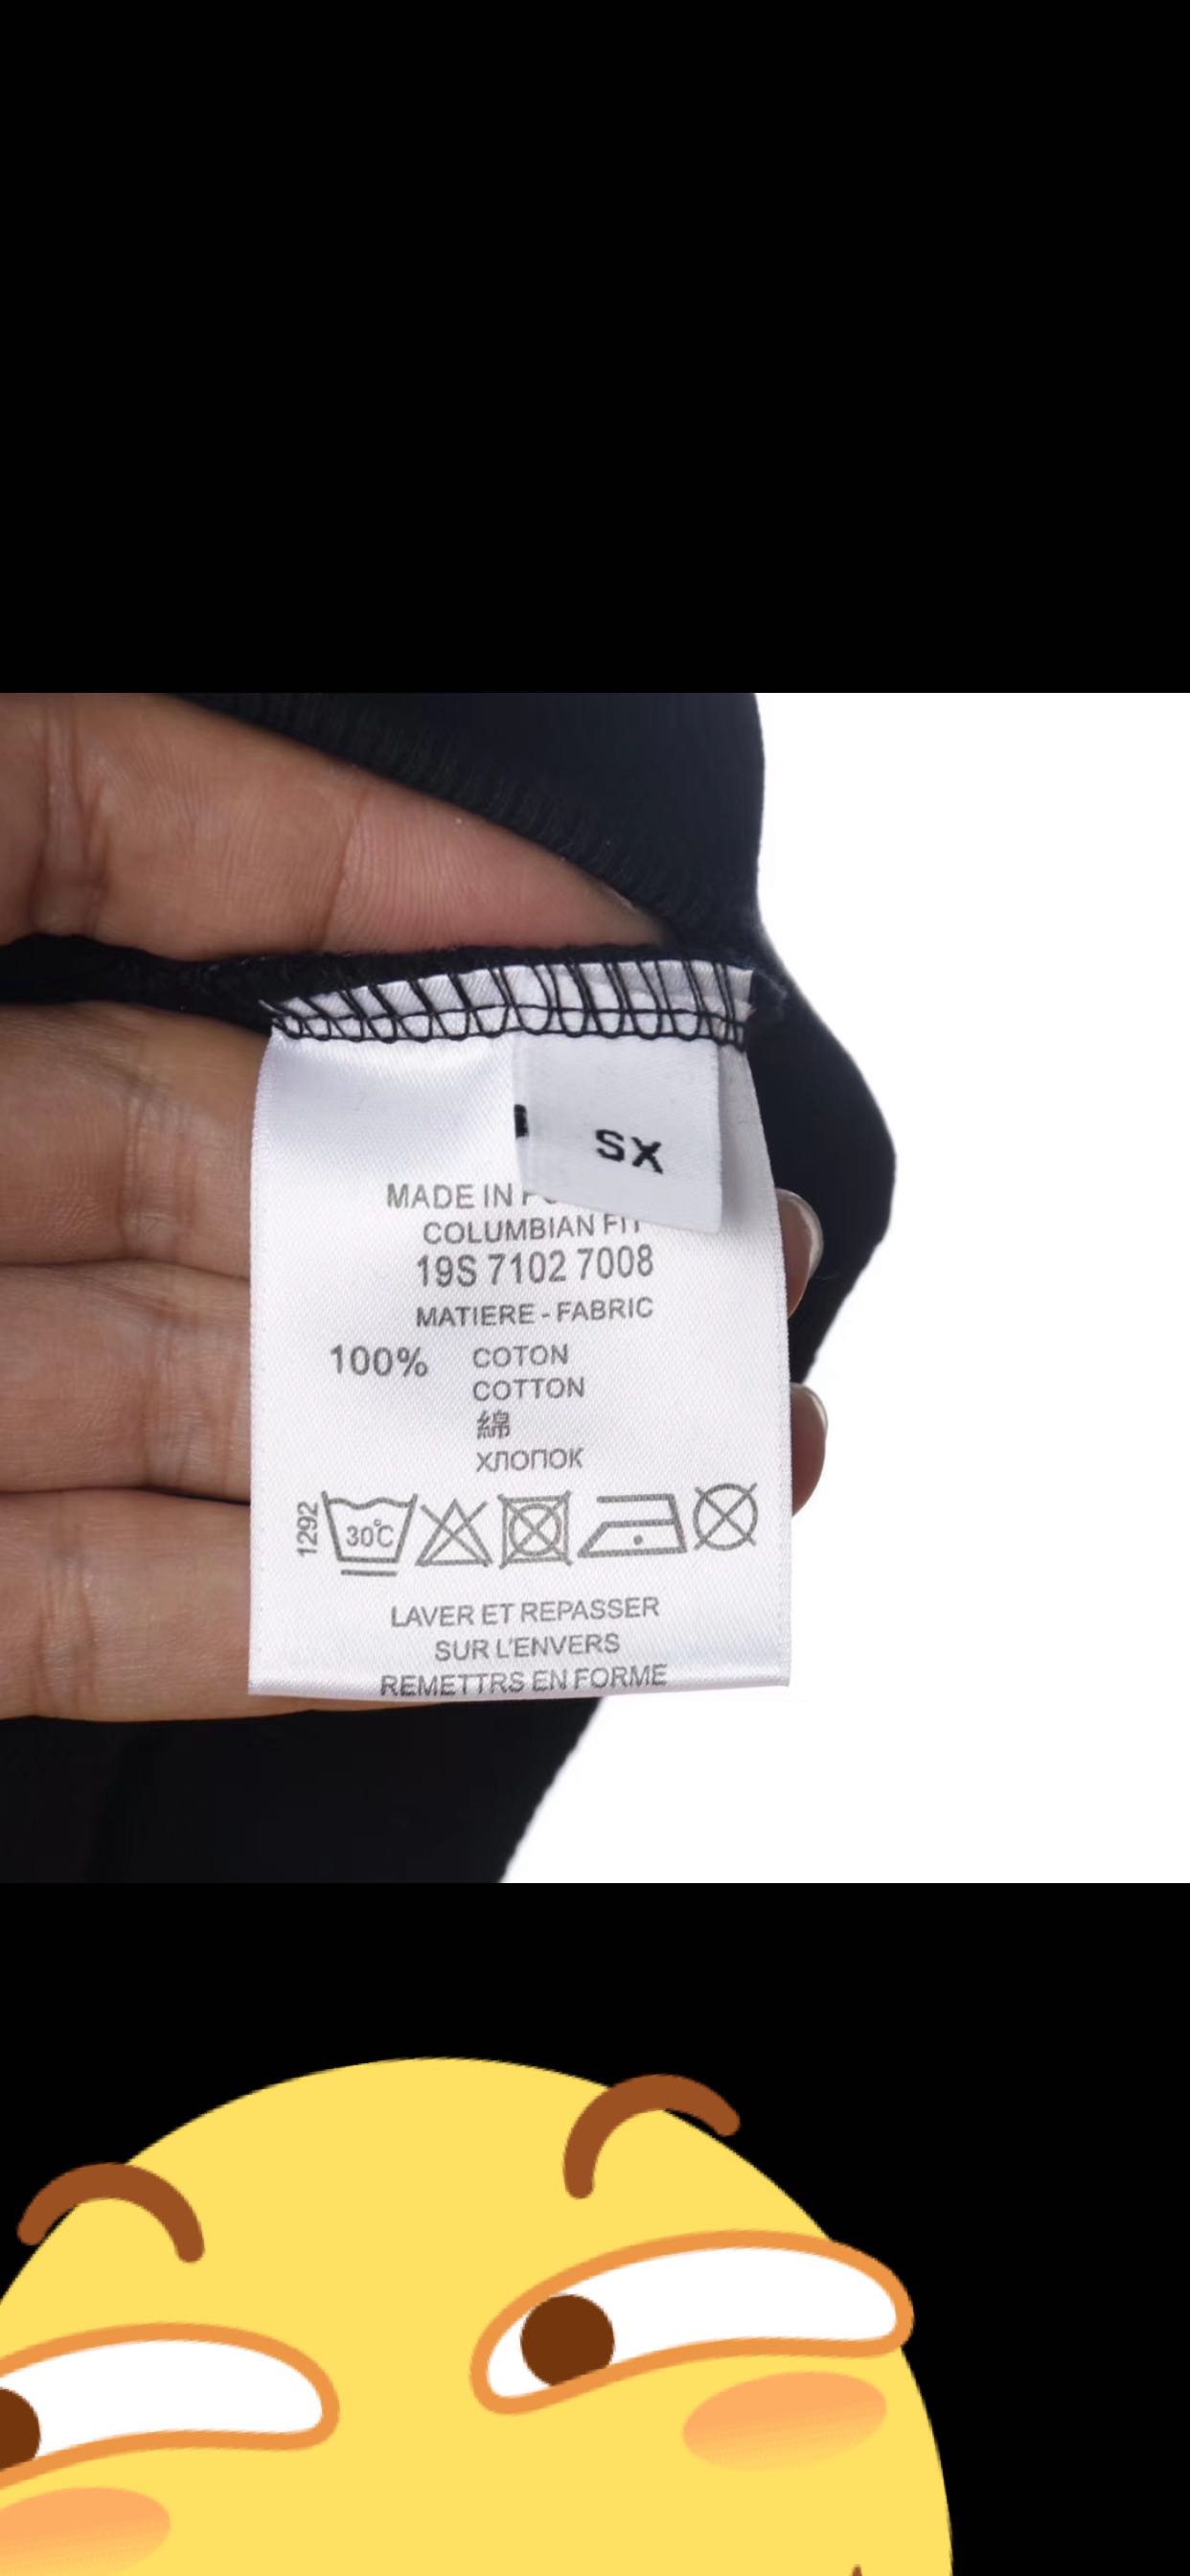 SX
MADE IN
COLUMBIAN FIT
19S 7102 7008
MATIERE - FABRIC
100% COTON
COTTON
綿
ХЛОПОК
1292
30°C
LAVER ET REPASSER
SUR L'ENVERS
REMETTRS EN FORME